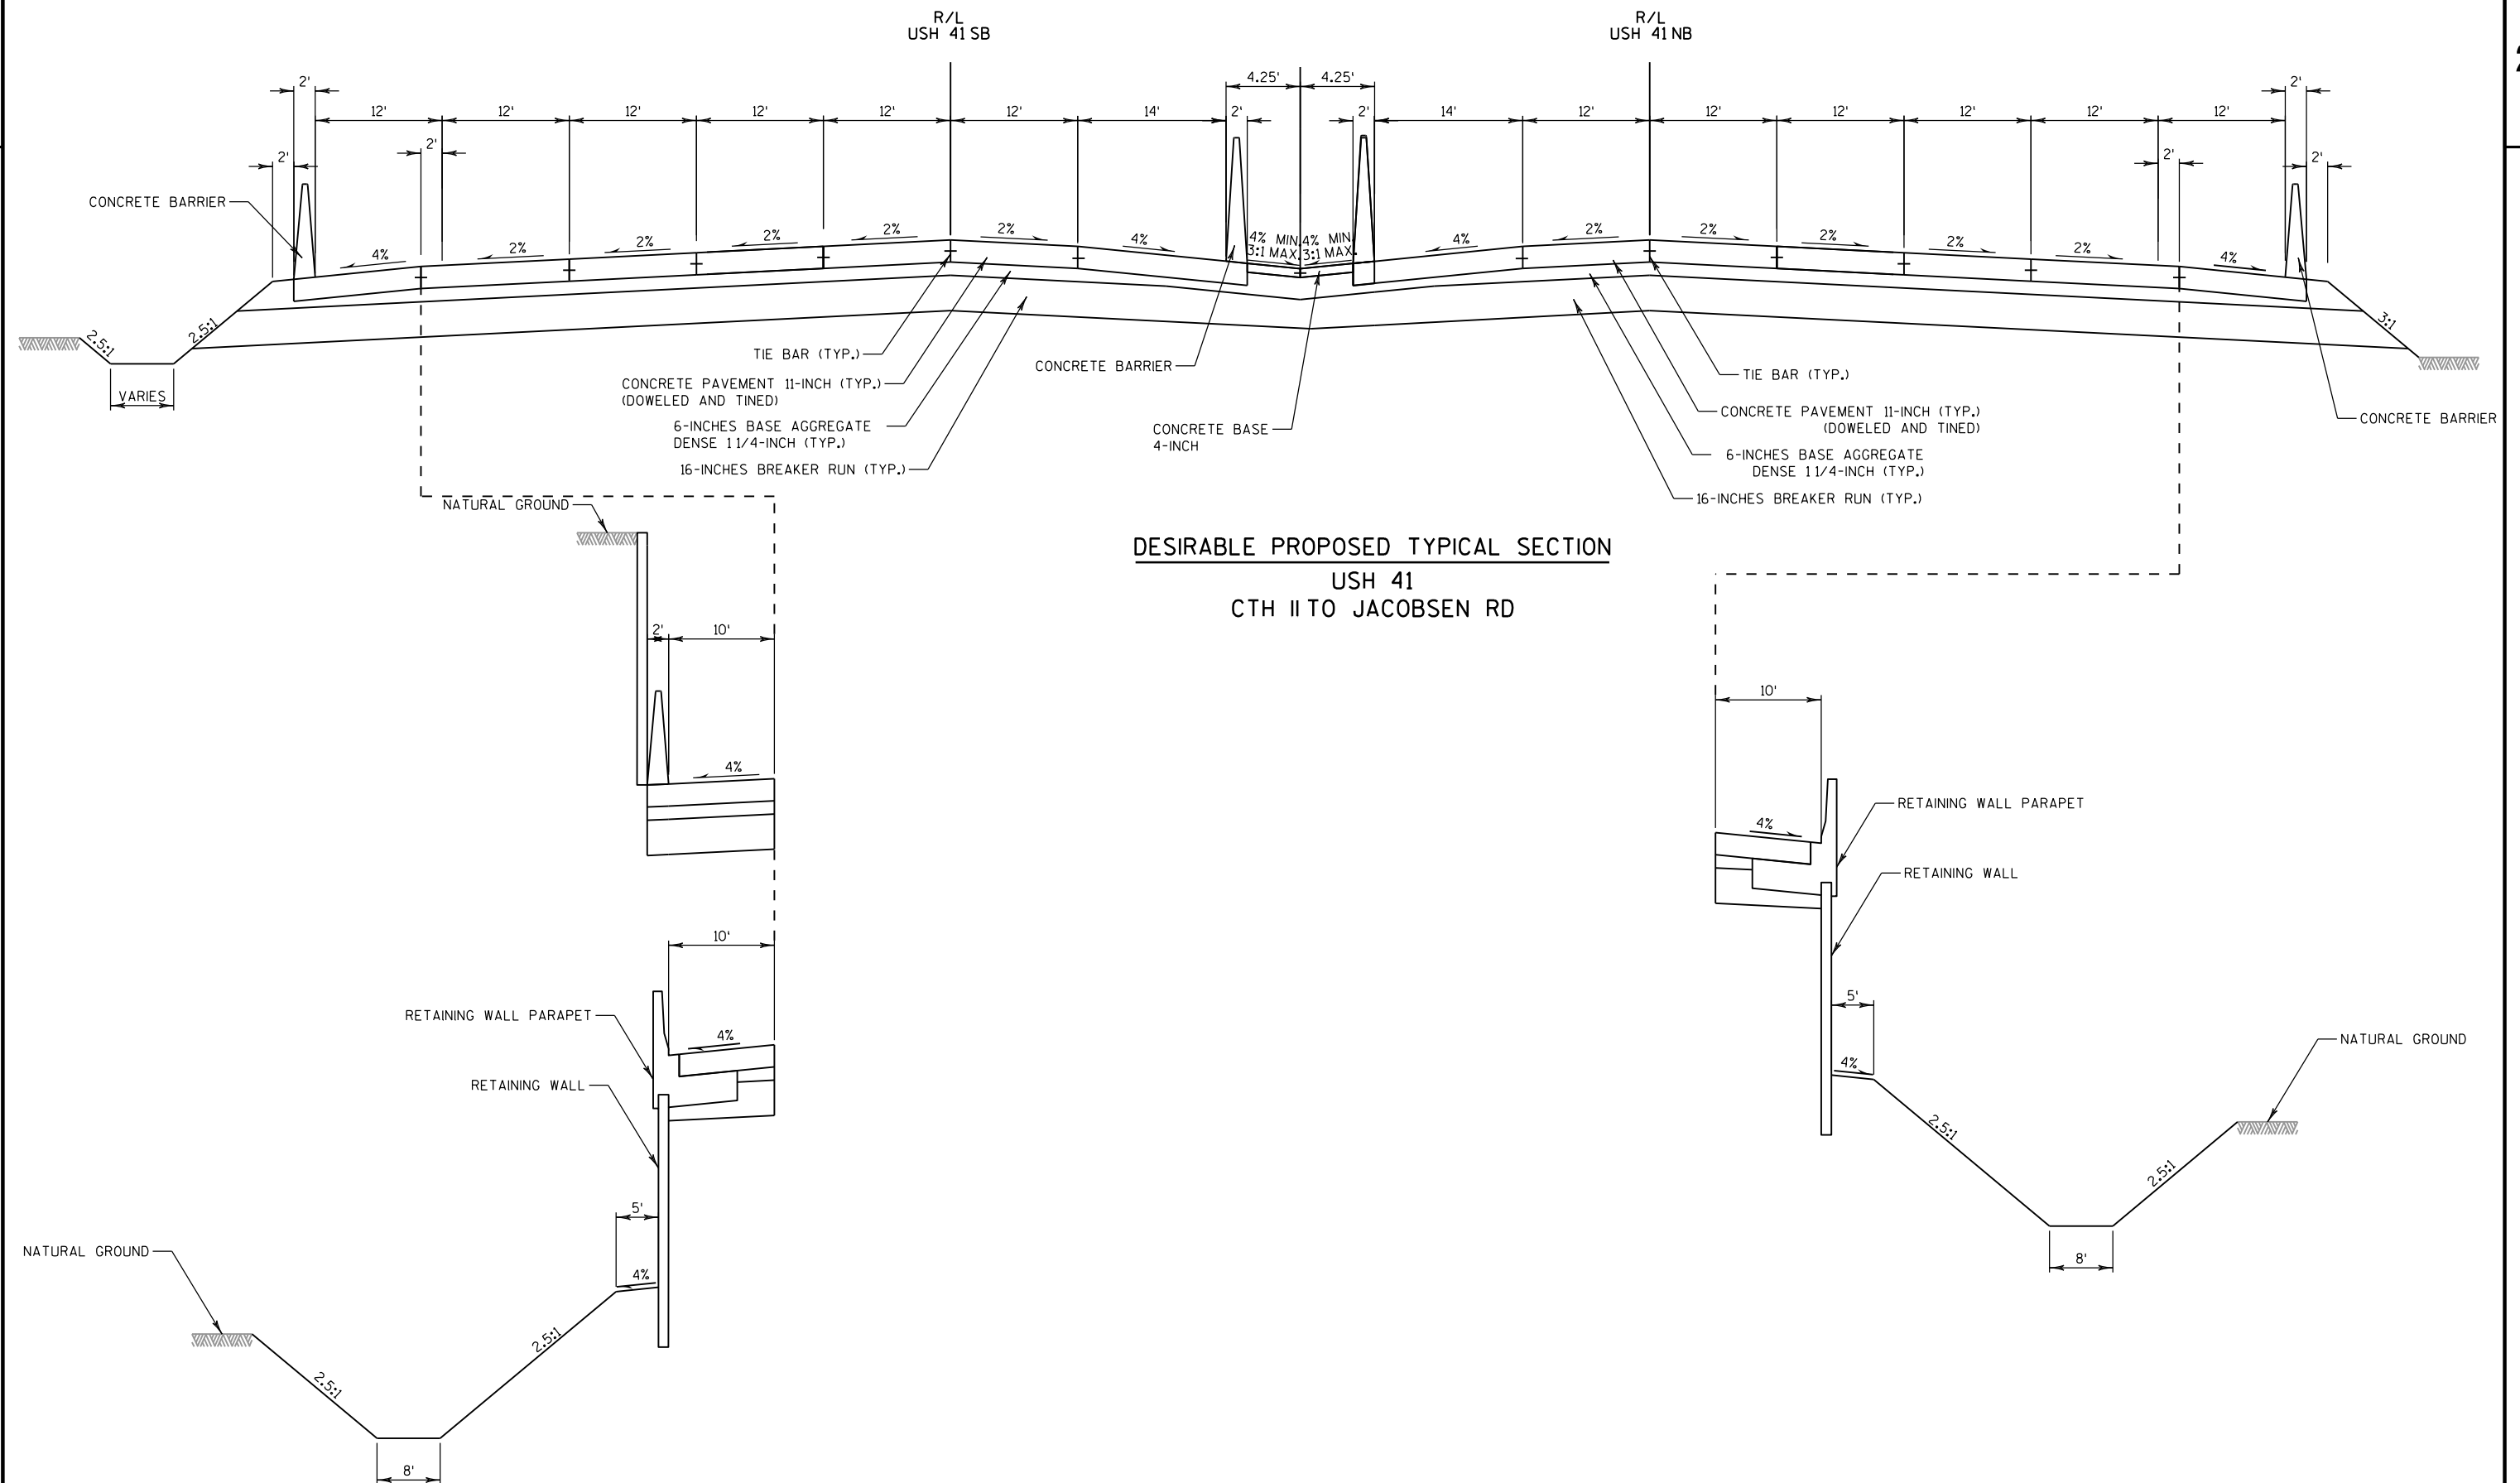 R/L
USH 41 SB
R/L
USH 41 NB
2' 4.25' 4.25' 2'
12' 12' 12' 12' 12' 12' 14' 2' 2' 14' 12' 12' 12' 12' 12' 12'
2' 2' 2' 2'
CONCRETE BARRIER
4% 2% 2% 2% 2% 2% 4% 4% MIN. 4% MIN. 4% 2% 2% 2% 2% 2% 4%
3:1 MAX. 3:1 MAX.
2.5:1 2.5:1 3:1
VARIES
TIE BAR (TYP.)
CONCRETE PAVEMENT 11-INCH (TYP.)
(DOWELED AND TINED)
6-INCHES BASE AGGREGATE
DENSE 1 1/4-INCH (TYP.)
16-INCHES BREAKER RUN (TYP.)
CONCRETE BARRIER
CONCRETE BASE
4-INCH
TIE BAR (TYP.)
CONCRETE PAVEMENT 11-INCH (TYP.)
(DOWELED AND TINED)
6-INCHES BASE AGGREGATE
DENSE 1 1/4-INCH (TYP.)
16-INCHES BREAKER RUN (TYP.)
CONCRETE BARRIER
DESIRABLE PROPOSED TYPICAL SECTION
USH 41
CTH II TO JACOBSEN RD
NATURAL GROUND
2' 10'
4%
10'
RETAINING WALL PARAPET
4%
RETAINING WALL
5'
4%
NATURAL GROUND
2.5:1 2.5:1
8'
10'
4%
RETAINING WALL PARAPET
RETAINING WALL
5'
4%
NATURAL GROUND
2.5:1 2.5:1
8'